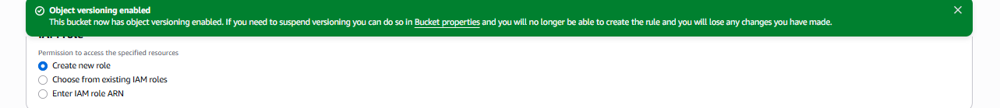 Object versioning enabled
This bucket now has object versioning enabled. If you need to suspend versioning you can do so in Bucket properties and you will no longer be able to create the rule and you will lose any changes you have made.
IAM role
Permission to access the specified resources
Create new role
Choose from existing IAM roles
Enter IAM role ARN